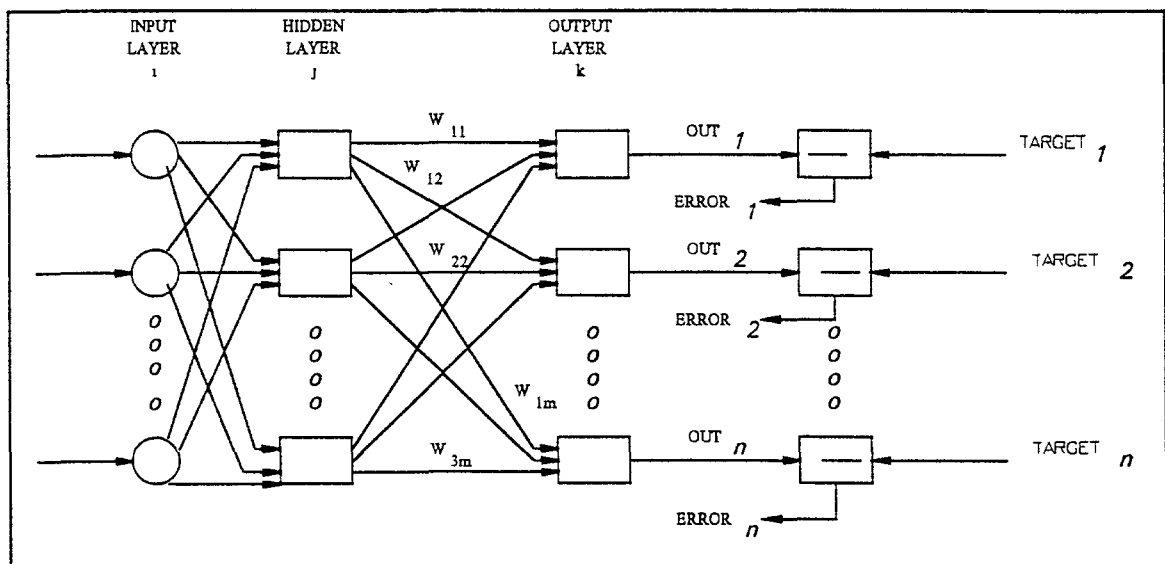 INPUT
LAYER
i
HIDDEN
LAYER
J
OUTPUT
LAYER
k
W 11
W 12
OUT 1
TARGET 1
ERROR 1
W 22
OUT 2
TARGET 2
ERROR 2
o o o o
o o o o
o o o o
o o o o
W 1m
W 3m
OUT n
TARGET n
ERROR n